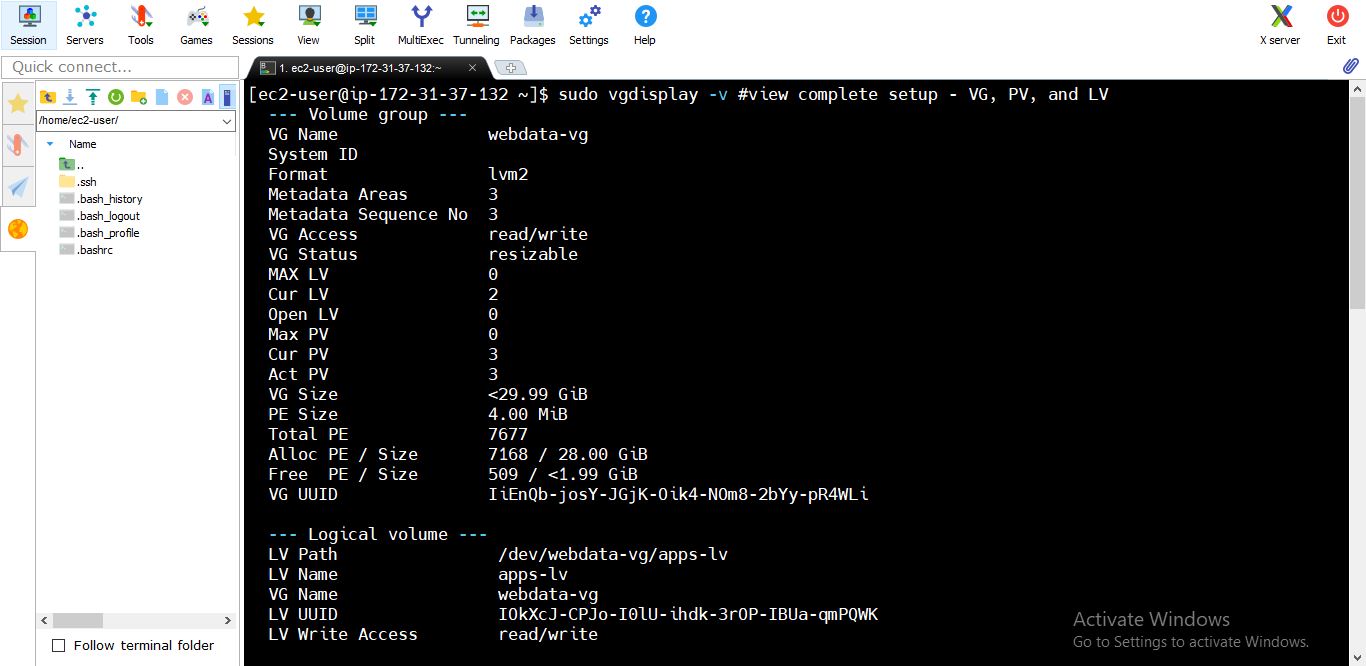 Session Servers Tools Games Sessions View Split MultiExec Tunneling Packages Settings Help X server Exit
Quick connect...
1. ec2-user@ip-172-31-37-132:~
/home/ec2-user/
Name
..
.ssh
.bash_history
.bash_logout
.bash_profile
.bashrc
Follow terminal folder
[ec2-user@ip-172-31-37-132 ~]$ sudo vgdisplay -v #view complete setup - VG, PV, and LV
--- Volume group ---
VG Name webdata-vg
System ID
Format lvm2
Metadata Areas 3
Metadata Sequence No 3
VG Access read/write
VG Status resizable
MAX LV 0
Cur LV 2
Open LV 0
Max PV 0
Cur PV 3
Act PV 3
VG Size <29.99 GiB
PE Size 4.00 MiB
Total PE 7677
Alloc PE / Size 7168 / 28.00 GiB
Free PE / Size 509 / <1.99 GiB
VG UUID IiEnQb-josY-JGjK-Oik4-NOm8-2bYy-pR4WLi
--- Logical volume ---
LV Path /dev/webdata-vg/apps-lv
LV Name apps-lv
VG Name webdata-vg
LV UUID IOkXcJ-CPJo-I0lU-ihdk-3rOP-IBUa-qmPQWK
LV Write Access read/write
Activate Windows
Go to Settings to activate Windows.